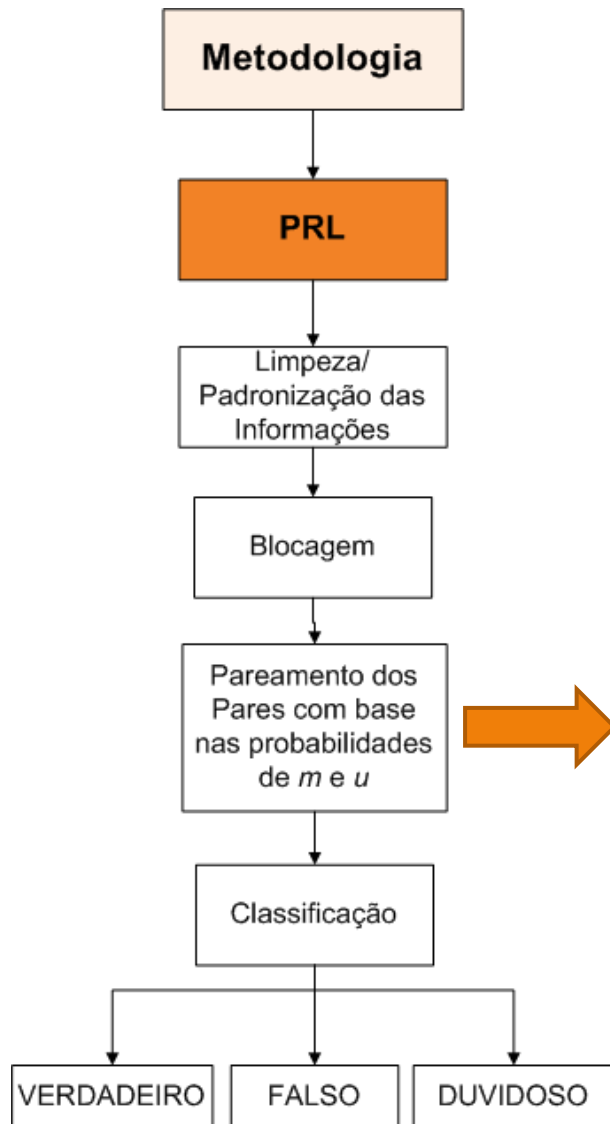 Metodologia
PRL
Limpeza/
Padronização das
Informações
Blocagem
Pareamento dos
Pares com base
nas probabilidades
de m e u
Classificação
VERDADEIRO
FALSO
DUVIDOSO